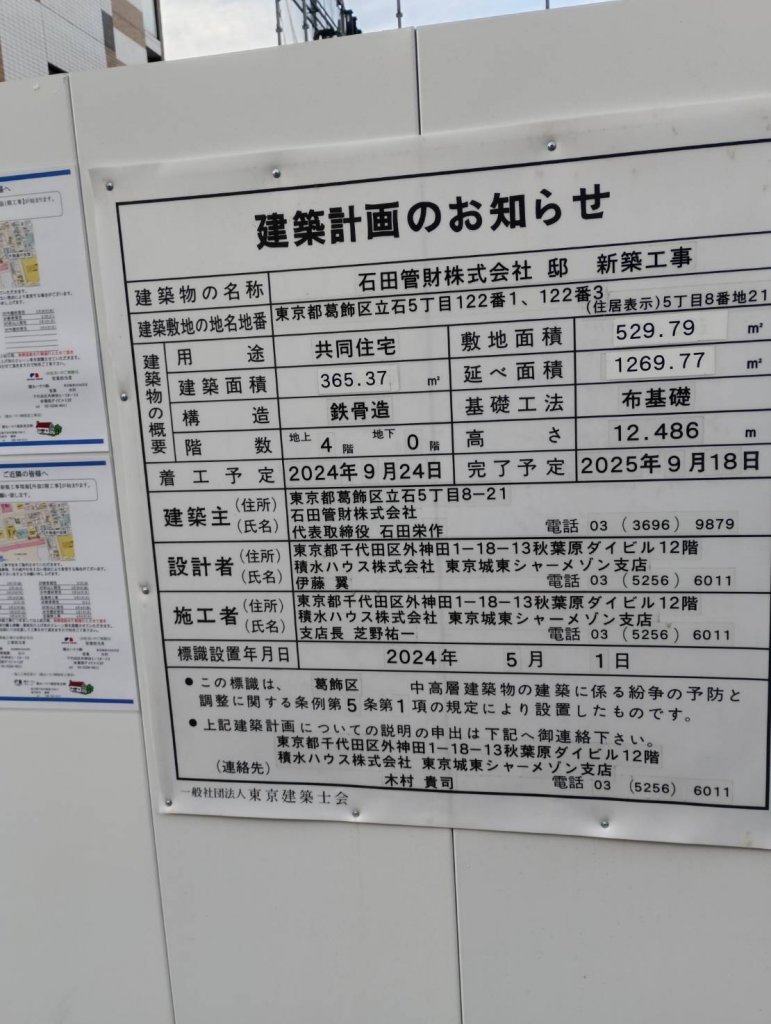 建築計画のお知らせ
建築物の名称 石田管財株式会社 邸 新築工事
建築敷地の地名地番 東京都葛飾区立石5丁目122番1、122番3
(住居表示)5丁目8番地21
建築物の概要
用途 共同住宅 敷地面積 529.79 ㎡
建築面積 365.37 ㎡ 延べ面積 1269.77 ㎡
構造 鉄骨造 基礎工法 布基礎
階数 地上 4 階 地下 0 階 高さ 12.486 m
着工予定 2024年9月24日 完了予定 2025年9月18日
建築主 (住所) 東京都葛飾区立石5丁目8−21
(氏名) 石田管財株式会社
代表取締役 石田栄作 電話 03 (3696) 9879
設計者 (住所) 東京都千代田区外神田1−18−13秋葉原ダイビル12階
(氏名) 積水ハウス株式会社 東京城東シャーメゾン支店
伊藤 翼 電話 03 (5256) 6011
施工者 (住所) 東京都千代田区外神田1−18−13秋葉原ダイビル12階
(氏名) 積水ハウス株式会社 東京城東シャーメゾン支店
支店長 芝野祐一 電話 03 (5256) 6011
標識設置年月日 2024年 5月 1日
●この標識は、 葛飾区 中高層建築物の建築に係る紛争の予防と
調整に関する条例第5条第1項の規定により設置したものです。
●上記建築計画についての説明の申出は下記へ御連絡下さい。
東京都千代田区外神田1−18−13秋葉原ダイビル12階
(連絡先) 積水ハウス株式会社 東京城東シャーメゾン支店
木村 貴司 電話 03 (5256) 6011
一般社団法人東京建築士会
ご近隣の皆様へ